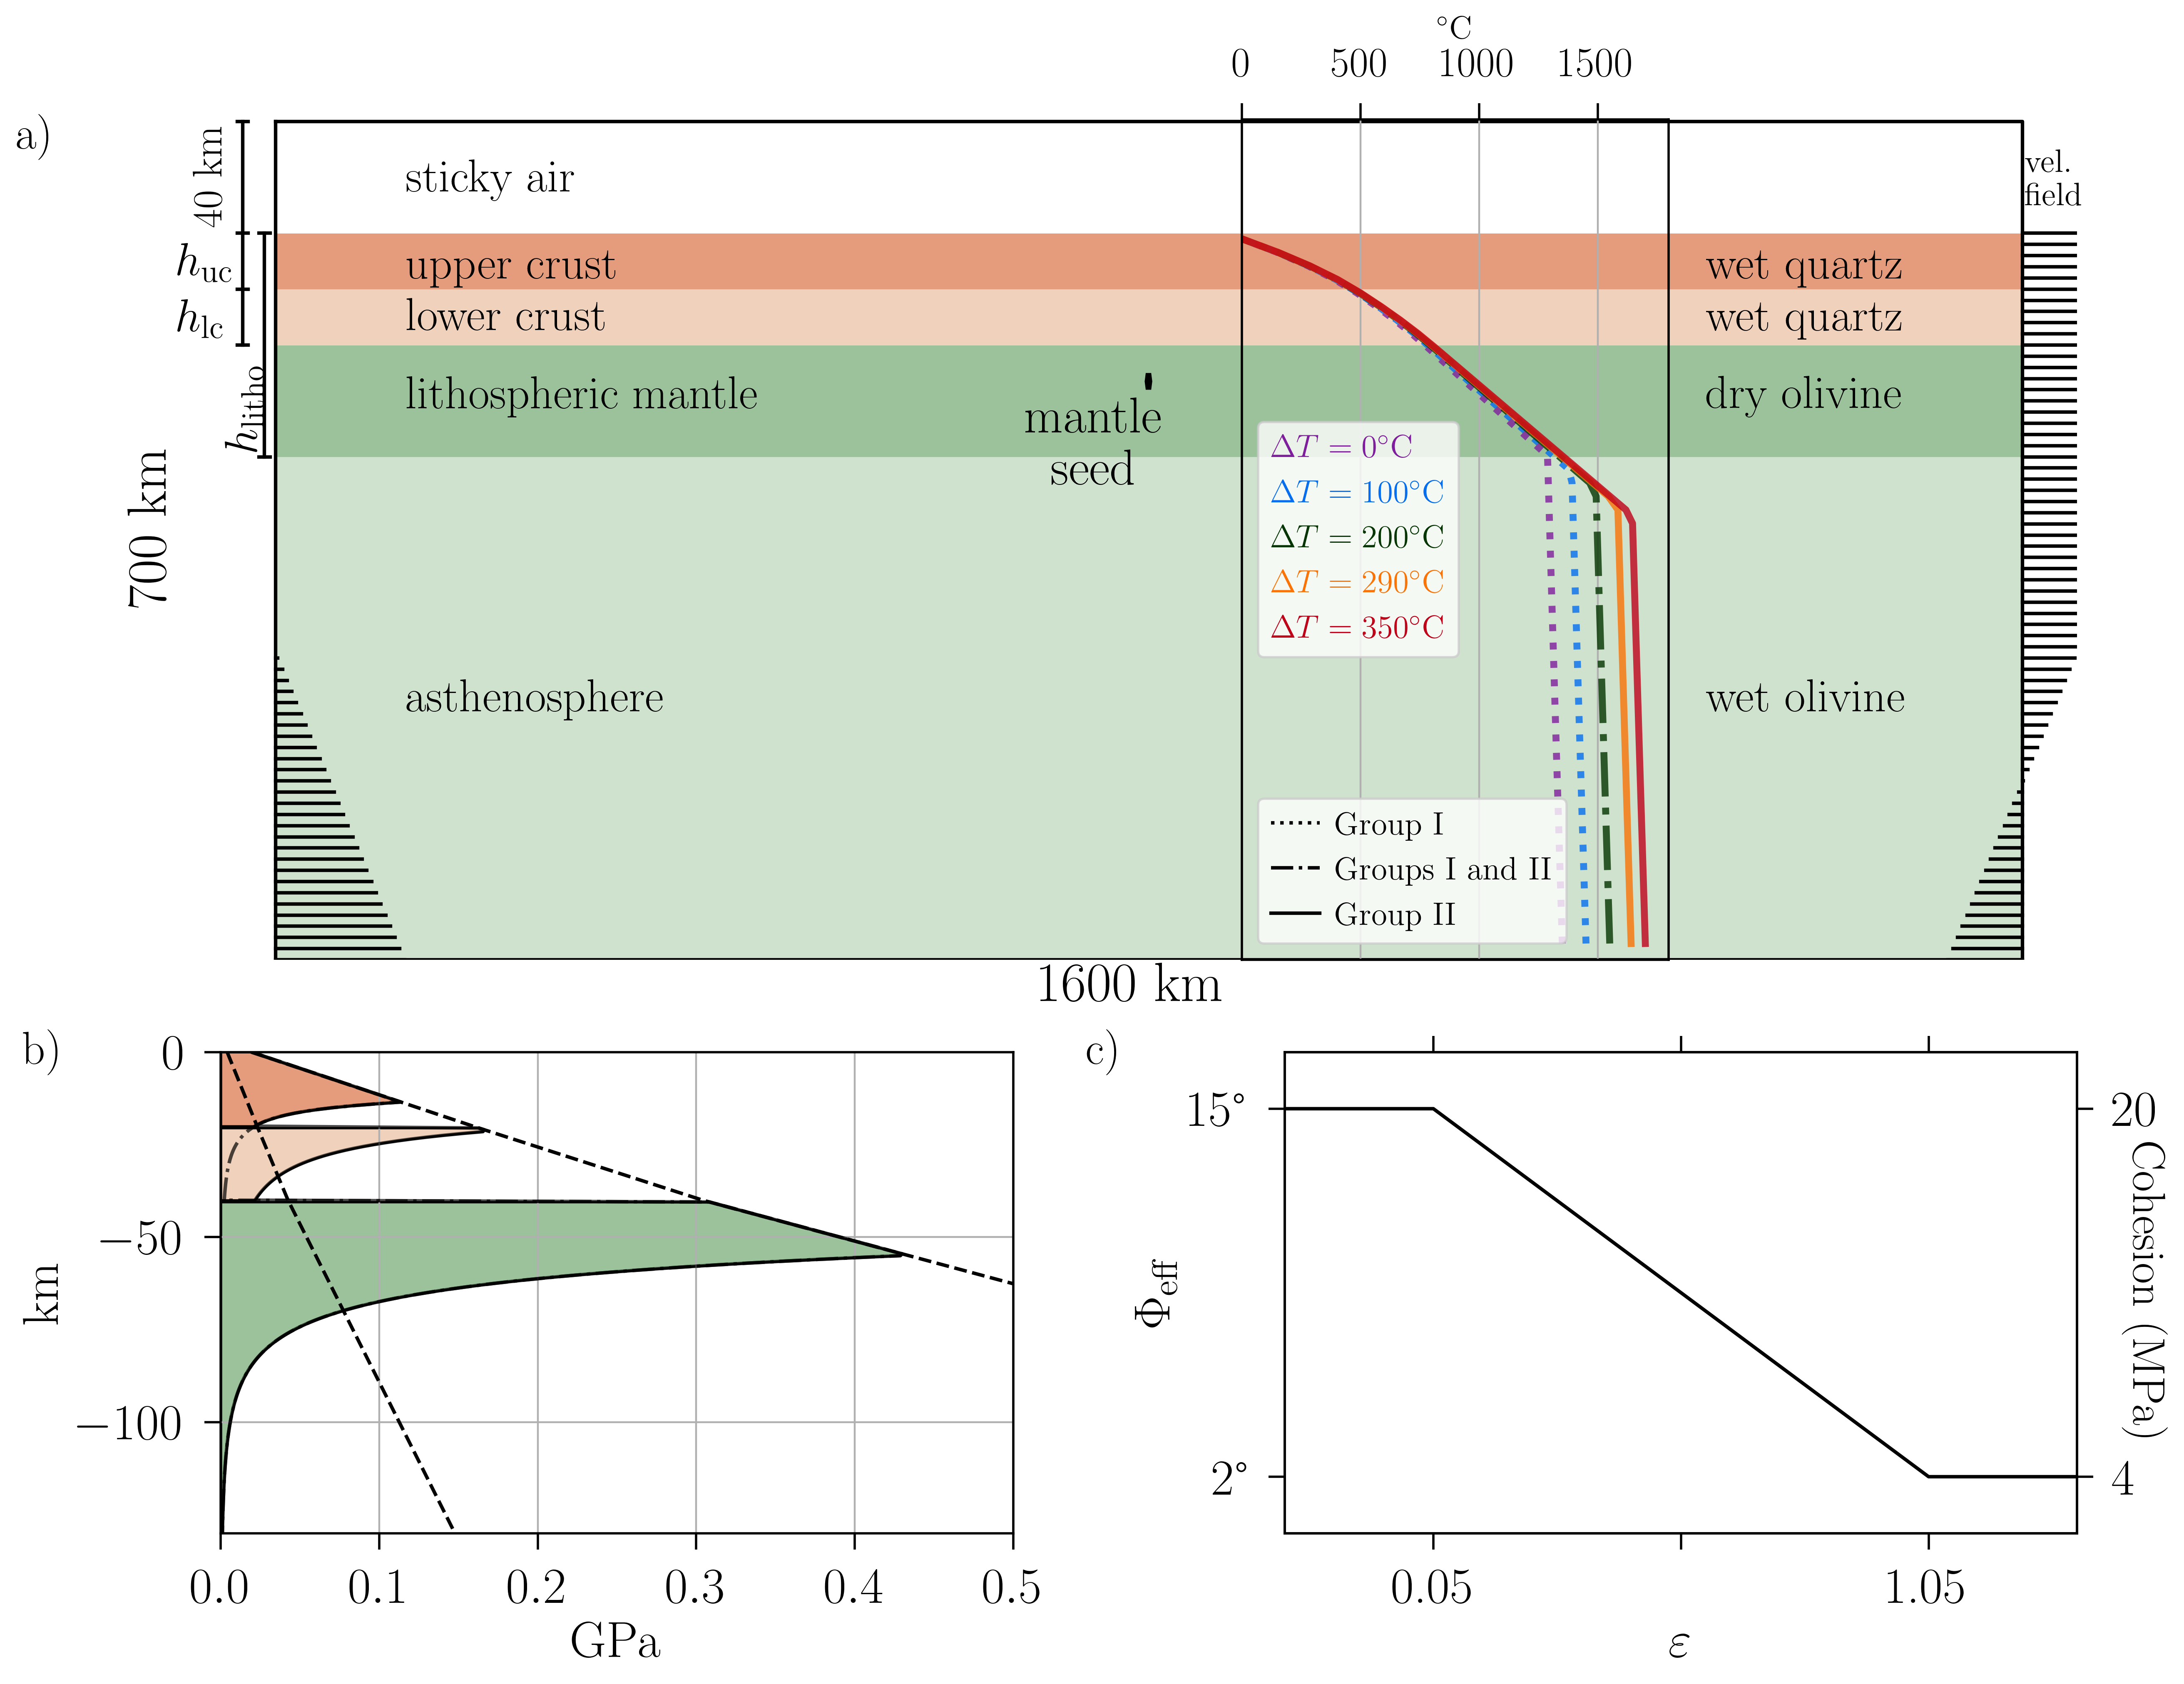 °C
0 500 1000 1500
a)
40 km
sticky air
vel.
field
h_uc
upper crust
wet quartz
h_lc
lower crust
wet quartz
h_litho
lithospheric mantle
mantle
seed
dry olivine
700 km
ΔT = 0°C
ΔT = 100°C
ΔT = 200°C
ΔT = 290°C
ΔT = 350°C
asthenosphere
wet olivine
Group I
Groups I and II
Group II
1600 km
b)
0
−50
−100
km
0.0 0.1 0.2 0.3 0.4 0.5
GPa
c)
15°
2°
Φ_eff
20
4
Cohesion (MPa)
0.05 1.05
ε